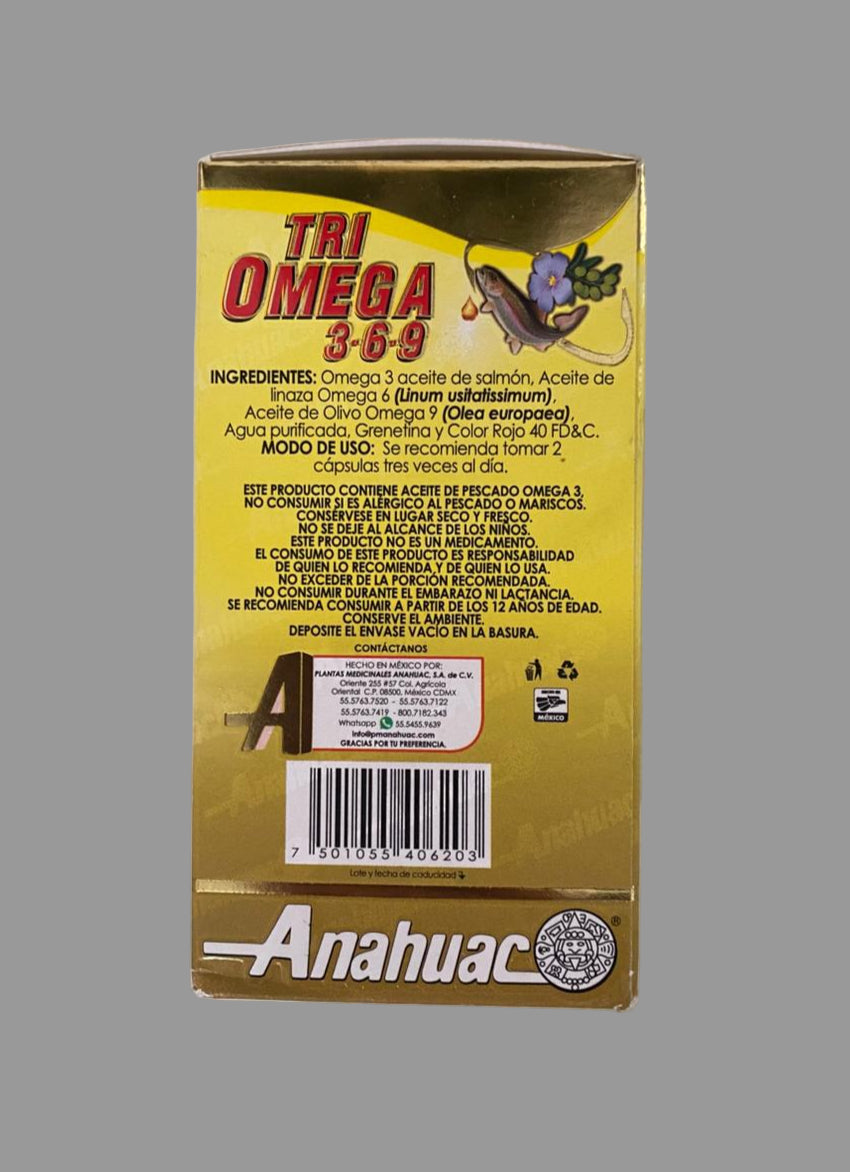 TRI
OMEGA
3-6-9
INGREDIENTES: Omega 3 aceite de salmón, Aceite de
linaza Omega 6 (Linum usitatissimum),
Aceite de Olivo Omega 9 (Olea europaea),
Agua purificada, Grenetina y Color Rojo 40 FD&C.
MODO DE USO: Se recomienda tomar 2
cápsulas tres veces al día.
ESTE PRODUCTO CONTIENE ACEITE DE PESCADO OMEGA 3,
NO CONSUMIR SI ES ALÉRGICO AL PESCADO O MARISCOS.
CONSÉRVESE EN LUGAR SECO Y FRESCO.
NO SE DEJE AL ALCANCE DE LOS NIÑOS.
ESTE PRODUCTO NO ES UN MEDICAMENTO.
EL CONSUMO DE ESTE PRODUCTO ES RESPONSABILIDAD
DE QUIEN LO RECOMIENDA Y DE QUIEN LO USA.
NO EXCEDER DE LA PORCIÓN RECOMENDADA.
NO CONSUMIR DURANTE EL EMBARAZO NI LACTANCIA.
SE RECOMIENDA CONSUMIR A PARTIR DE LOS 12 AÑOS DE EDAD.
CONSERVE EL AMBIENTE.
DEPOSITE EL ENVASE VACÍO EN LA BASURA.
CONTÁCTANOS
HECHO EN MÉXICO POR:
PLANTAS MEDICINALES ANAHUAC, S.A. de C.V.
Oriente 255 #57 Col. Agrícola
Oriental C.P. 08500, México CDMX
55.5763.7520 - 55.5763.7122
55.5763.7419 - 800.7182.343
Whatsapp 55.5455.9639
info@pmanahuac.com
GRACIAS POR TU PREFERENCIA.
HECHO EN
MÉXICO
7 501055 406203
Lote y fecha de caducidad
Anahuac ®